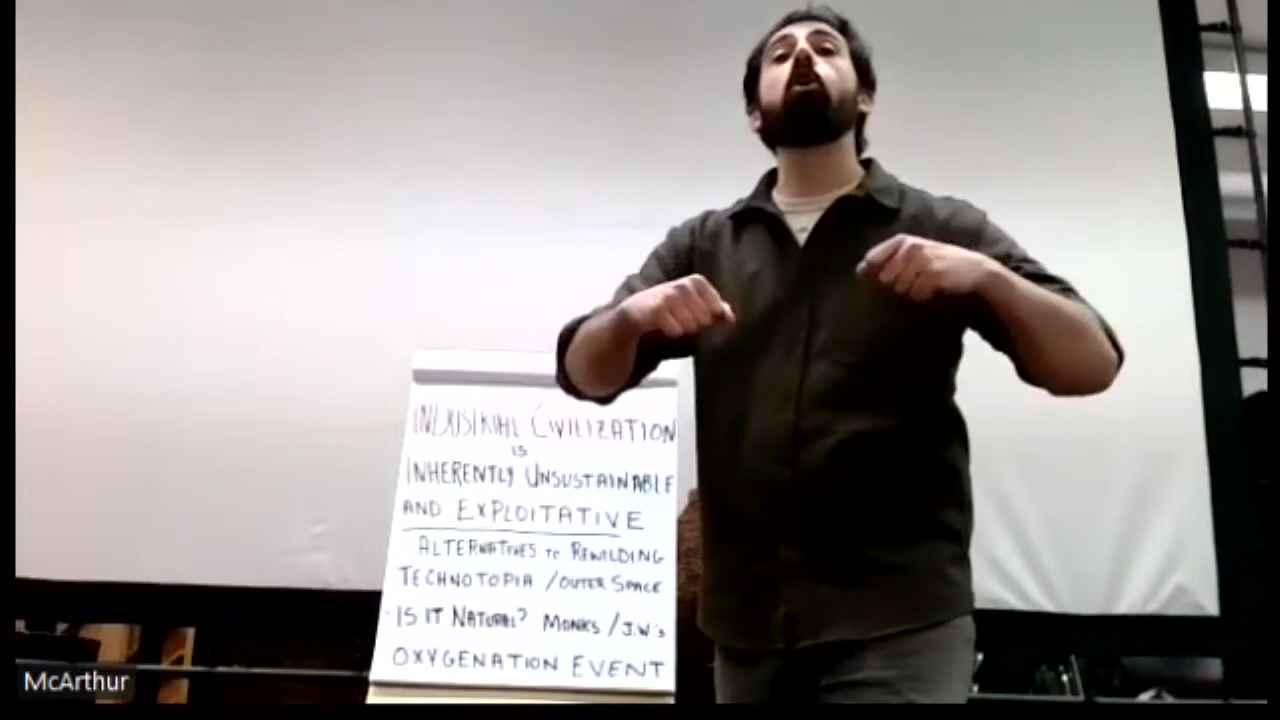 INDUSTRIAL CIVILIZATION
IS
INHERENTLY UNSUSTAINABLE
AND EXPLOITATIVE
ALTERNATIVES TO REWILDING
TECHNOTOPIA / OUTER SPACE
- IS IT NATURAL? MONKS / J.W's
OXYGENATION EVENT
McArthur